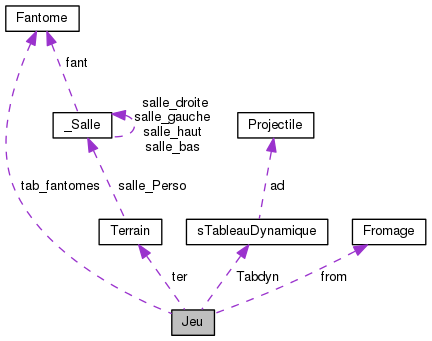 Fantome
fant
salle_droite
salle_gauche
salle_haut
salle_bas
_Salle
Projectile
tab_fantomes
salle_Perso
ad
Terrain
sTableauDynamique
Fromage
ter
Tabdyn
from
Jeu